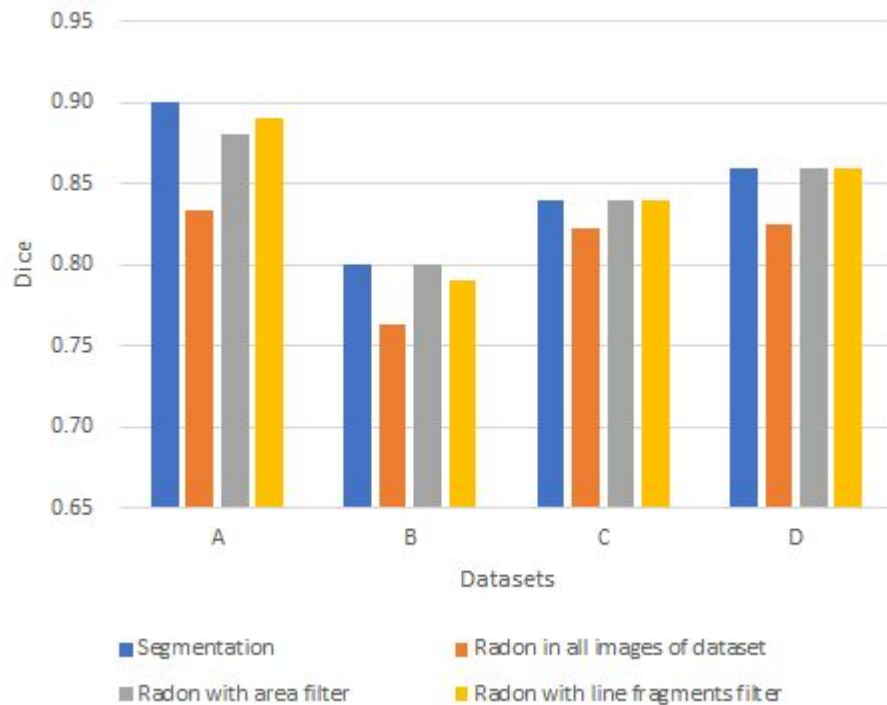 0.95
0.90
0.85
0.80
0.75
0.70
0.65
Dice
A B C D
Datasets
Segmentation Radon in all images of dataset
Radon with area filter Radon with line fragments filter